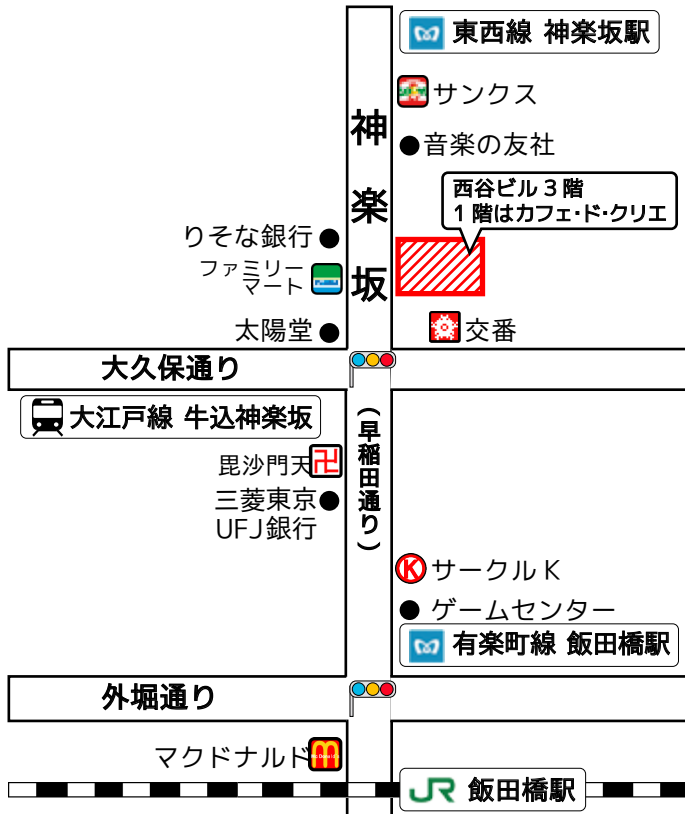 東西線 神楽坂駅
サンクス
神楽坂
音楽の友社
西谷ビル3階
1階はカフェ・ド・クリエ
りそな銀行
ファミリー
マート
太陽堂
交番
大久保通り
大江戸線 牛込神楽坂
(早稲田通り)
毘沙門天
卍
三菱東京
UFJ銀行
K
サークルK
ゲームセンター
有楽町線 飯田橋駅
外堀通り
マクドナルド
JR 飯田橋駅